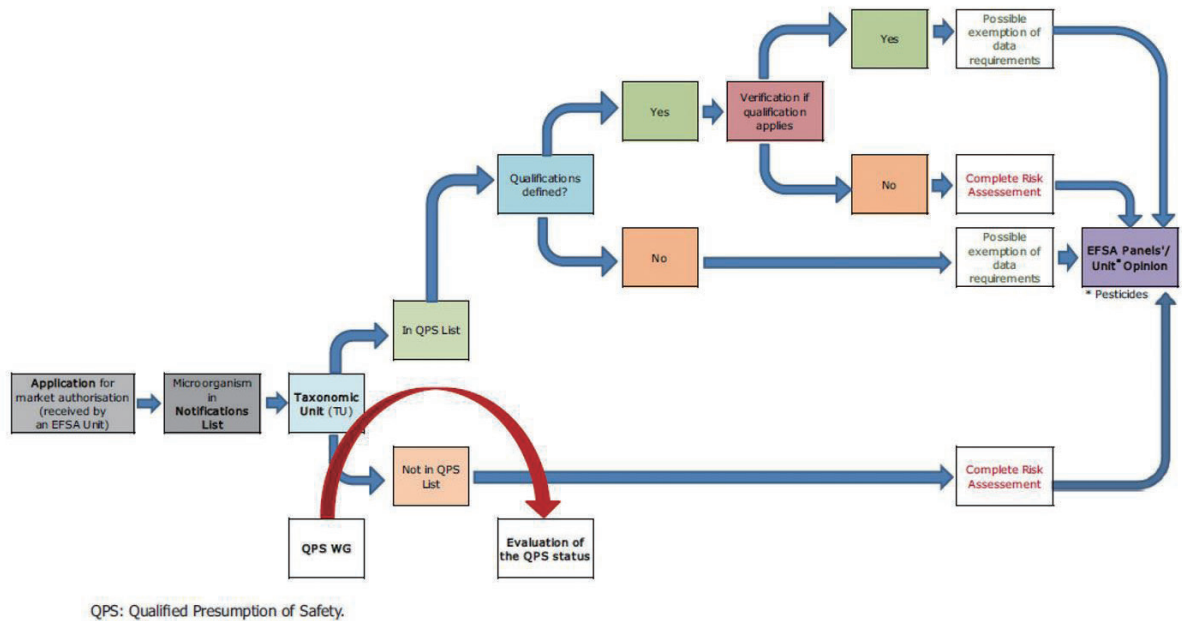 Yes
Possible
exemption of
data
requirements
Yes
Verification if
qualification
applies
Qualifications
defined?
No
Complete Risk
Assessment
No
Possible
exemption of
data
requirements
EFSA Panels'/
Unit* Opinion
* Pesticides
In QPS List
Application for
market authorisation
(received by
an EFSA Unit)
Microorganism
in
Notifications
List
Taxonomic
Unit (TU)
Not in QPS
List
Complete Risk
Assessment
QPS WG
Evaluation of
the QPS status
QPS: Qualified Presumption of Safety.